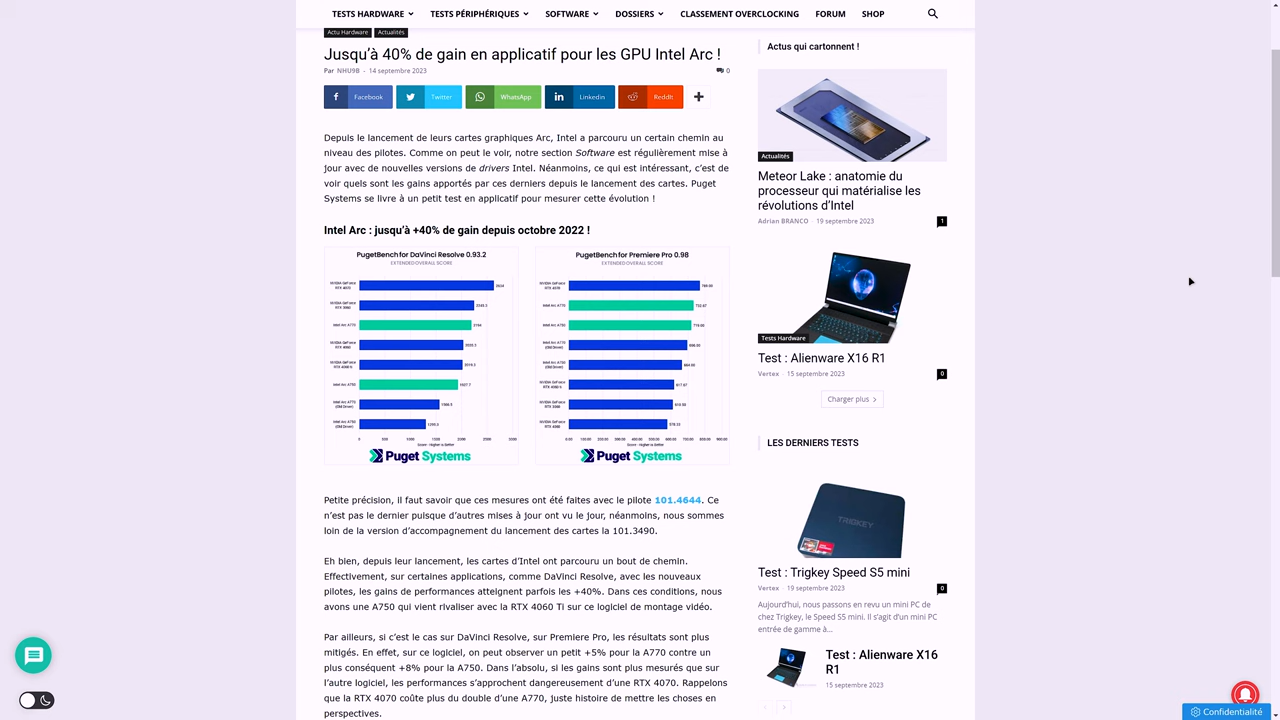 TESTS HARDWARE
TESTS PÉRIPHÉRIQUES
SOFTWARE
DOSSIERS
CLASSEMENT OVERCLOCKING
FORUM
SHOP
Actu Hardware
Actualités
Jusqu’à 40% de gain en applicatif pour les GPU Intel Arc !
Par NHU9B - 14 septembre 2023
0
Facebook
Twitter
WhatsApp
Linkedin
ReddIt
Depuis le lancement de leurs cartes graphiques Arc, Intel a parcouru un certain chemin au
niveau des pilotes. Comme on peut le voir, notre section Software est régulièrement mise à
jour avec de nouvelles versions de drivers Intel. Néanmoins, ce qui est intéressant, c’est de
voir quels sont les gains apportés par ces derniers depuis le lancement des cartes. Puget
Systems se livre à un petit test en applicatif pour mesurer cette évolution !
Intel Arc : jusqu’à +40% de gain depuis octobre 2022 !
PugetBench for DaVinci Resolve 0.93.2
EXTENDED OVERALL SCORE
Score - Higher is Better
Puget Systems
PugetBench for Premiere Pro 0.98
EXTENDED OVERALL SCORE
Score - Higher is Better
Puget Systems
Petite précision, il faut savoir que ces mesures ont été faites avec le pilote 101.4644. Ce
n’est pas le dernier puisque d’autres mises à jour ont vu le jour, néanmoins, nous sommes
loin de la version d’accompagnement du lancement des cartes la 101.3490.
Eh bien, depuis leur lancement, les cartes d’Intel ont parcouru un bout de chemin.
Effectivement, sur certaines applications, comme DaVinci Resolve, avec les nouveaux
pilotes, les gains de performances atteignent parfois les +40%. Dans ces conditions, nous
avons une A750 qui vient rivaliser avec la RTX 4060 Ti sur ce logiciel de montage vidéo.
Par ailleurs, si c’est le cas sur DaVinci Resolve, sur Premiere Pro, les résultats sont plus
mitigés. En effet, sur ce logiciel, on peut observer un petit +5% pour la A770 contre un
plus conséquent +8% pour la A750. Dans l’absolu, si les gains sont plus mesurés que sur
l’autre logiciel, les performances s’approchent dangereusement d’une RTX 4070. Rappelons
que la RTX 4070 coûte plus du double d’une A770, juste histoire de mettre les choses en
perspectives.
Actus qui cartonnent !
Actualités
Meteor Lake : anatomie du
processeur qui matérialise les
révolutions d’Intel
Adrian BRANCO - 19 septembre 2023
1
Tests Hardware
Test : Alienware X16 R1
Vertex - 15 septembre 2023
0
Charger plus
LES DERNIERS TESTS
TRIGKEY
Test : Trigkey Speed S5 mini
Vertex - 19 septembre 2023
0
Aujourd’hui, nous passons en revu un mini PC de
chez Trigkey, le Speed S5 mini. Il s’agit d’un mini PC
entrée de gamme à...
Test : Alienware X16
R1
15 septembre 2023
Confidentialité